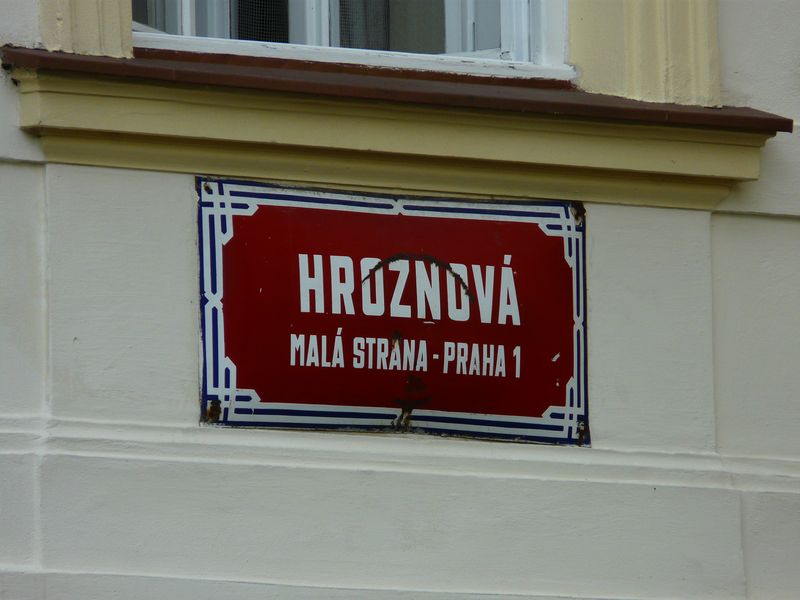 HROZNOVÁ
MALÁ STRANA - PRAHA 1